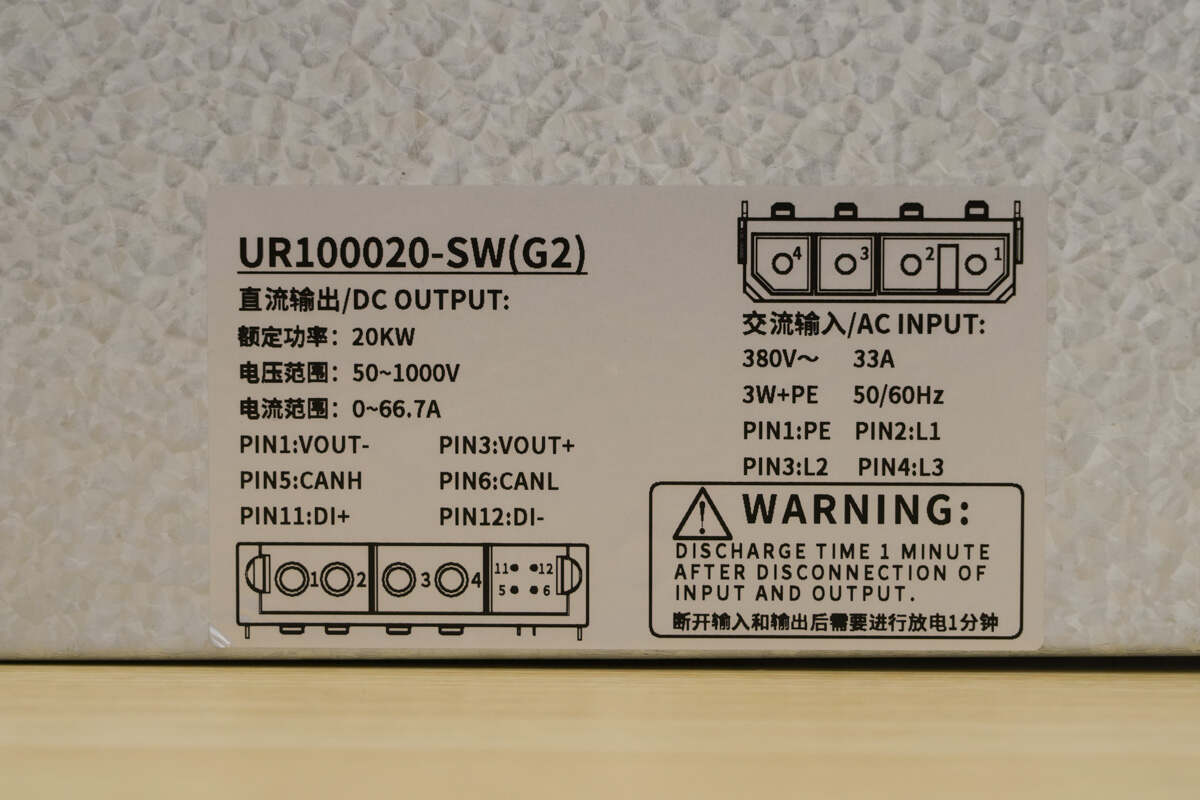 UR100020-SW(G2)
直流输出/DC OUTPUT:
额定功率：20KW
电压范围：50~1000V
电流范围：0~66.7A
PIN1:VOUT- PIN3:VOUT+
PIN5:CANH PIN6:CANL
PIN11:DI+ PIN12:DI-
1 2 3 4 11 12
5 6
4 3 2 1
交流输入/AC INPUT:
380V～ 33A
3W+PE 50/60Hz
PIN1:PE PIN2:L1
PIN3:L2 PIN4:L3
! WARNING:
DISCHARGE TIME 1 MINUTE
AFTER DISCONNECTION OF
INPUT AND OUTPUT.
断开输入和输出后需要进行放电1分钟